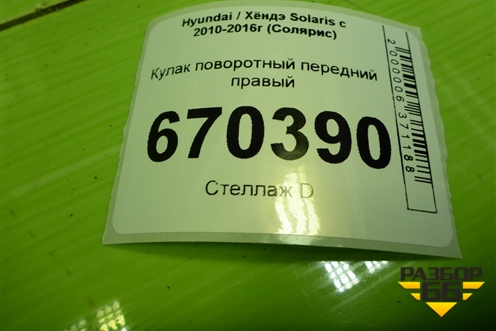 Hyundai / Хёндэ Solaris с
2010-2016г (Солярис)
Кулак поворотный передний
правый
670390
Стеллаж D
2000006371188
РАЗБОР
66